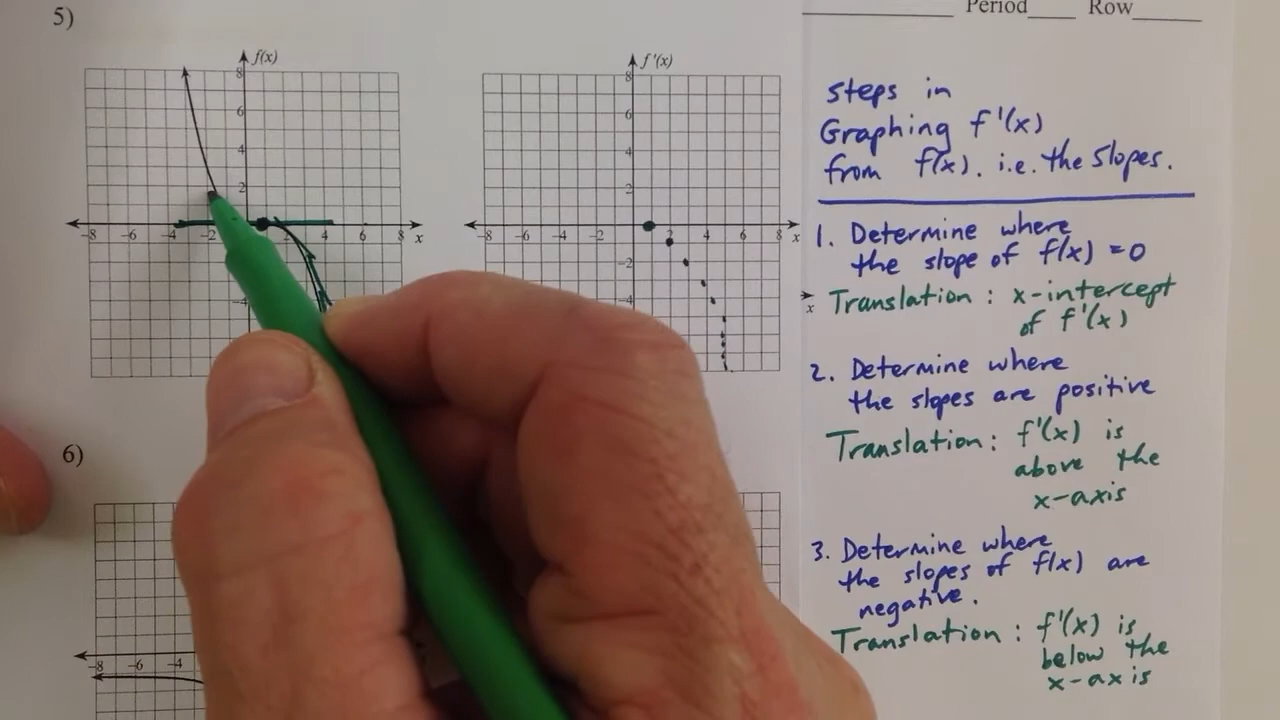 Period____ Row______
5)
f(x)
8
6
4
2
-8 -6 -4 -2 2 4 6 8 x
-4
f'(x)
8
6
4
2
-8 -6 -4 -2 2 4 6 8 x
-2
-4
x
6)
-8 -6 -4
steps in
Graphing f'(x)
from f(x). i.e. the slopes.
1. Determine where
the slope of f(x) = 0
Translation: x-intercept
of f'(x)
2. Determine where
the slopes are positive
Translation: f'(x) is
above the
x-axis
3. Determine where
the slopes of f(x) are
negative.
Translation: f'(x) is
below the
x-axis